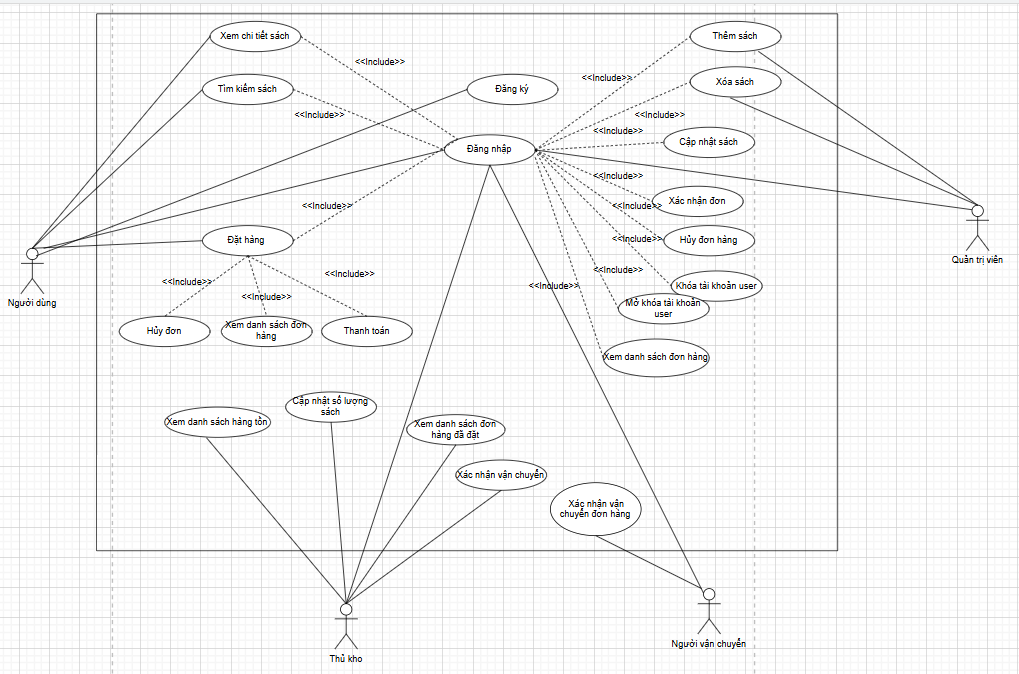 Xem chi tiết sách
Thêm sách
<<Include>>
<<Include>>
Tìm kiếm sách
Đăng ký
Xóa sách
<<Include>>
<<Include>>
<<Include>>
Đăng nhập
Cập nhật sách
<<Include>>
Xác nhận đơn
<<Include>>
<<Include>>
Đặt hàng
<<Include>>
Hủy đơn hàng
Quản trị viên
<<Include>>
<<Include>>
<<Include>>
<<Include>>
Khóa tài khoản user
<<Include>>
Người dùng
Mở khóa tài khoản
user
Hủy đơn
Xem danh sách đơn
hàng
Thanh toán
Xem danh sách đơn hàng
Cập nhật số lượng
sách
Xem danh sách hàng tồn
Xem danh sách đơn
hàng đã đặt
Xác nhận vận chuyển
Xác nhận vận
chuyển đơn hàng
Người vận chuyển
Thủ kho